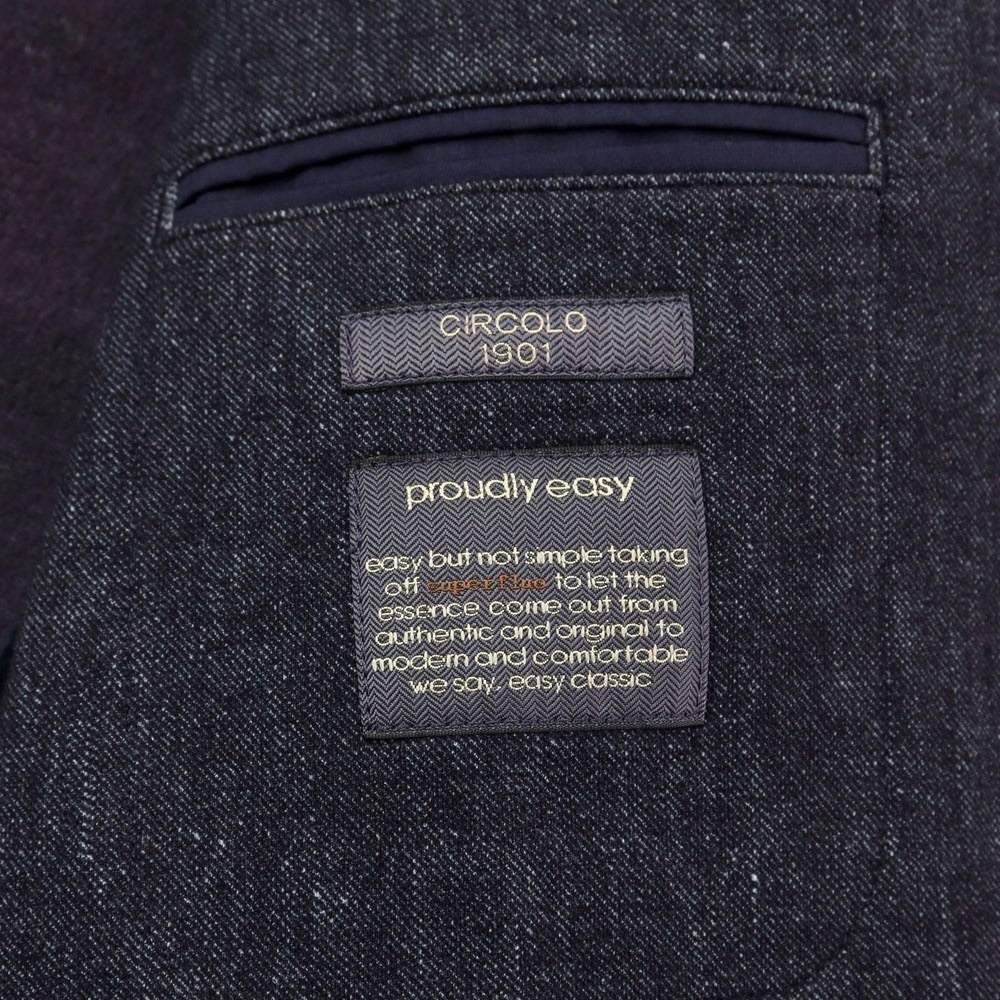 CIRCOLO
1901
proudly easy
easy but not simple taking
off superfluo to let the
essence come out from
authentic and original to
modern and comfortable
we say, easy classic